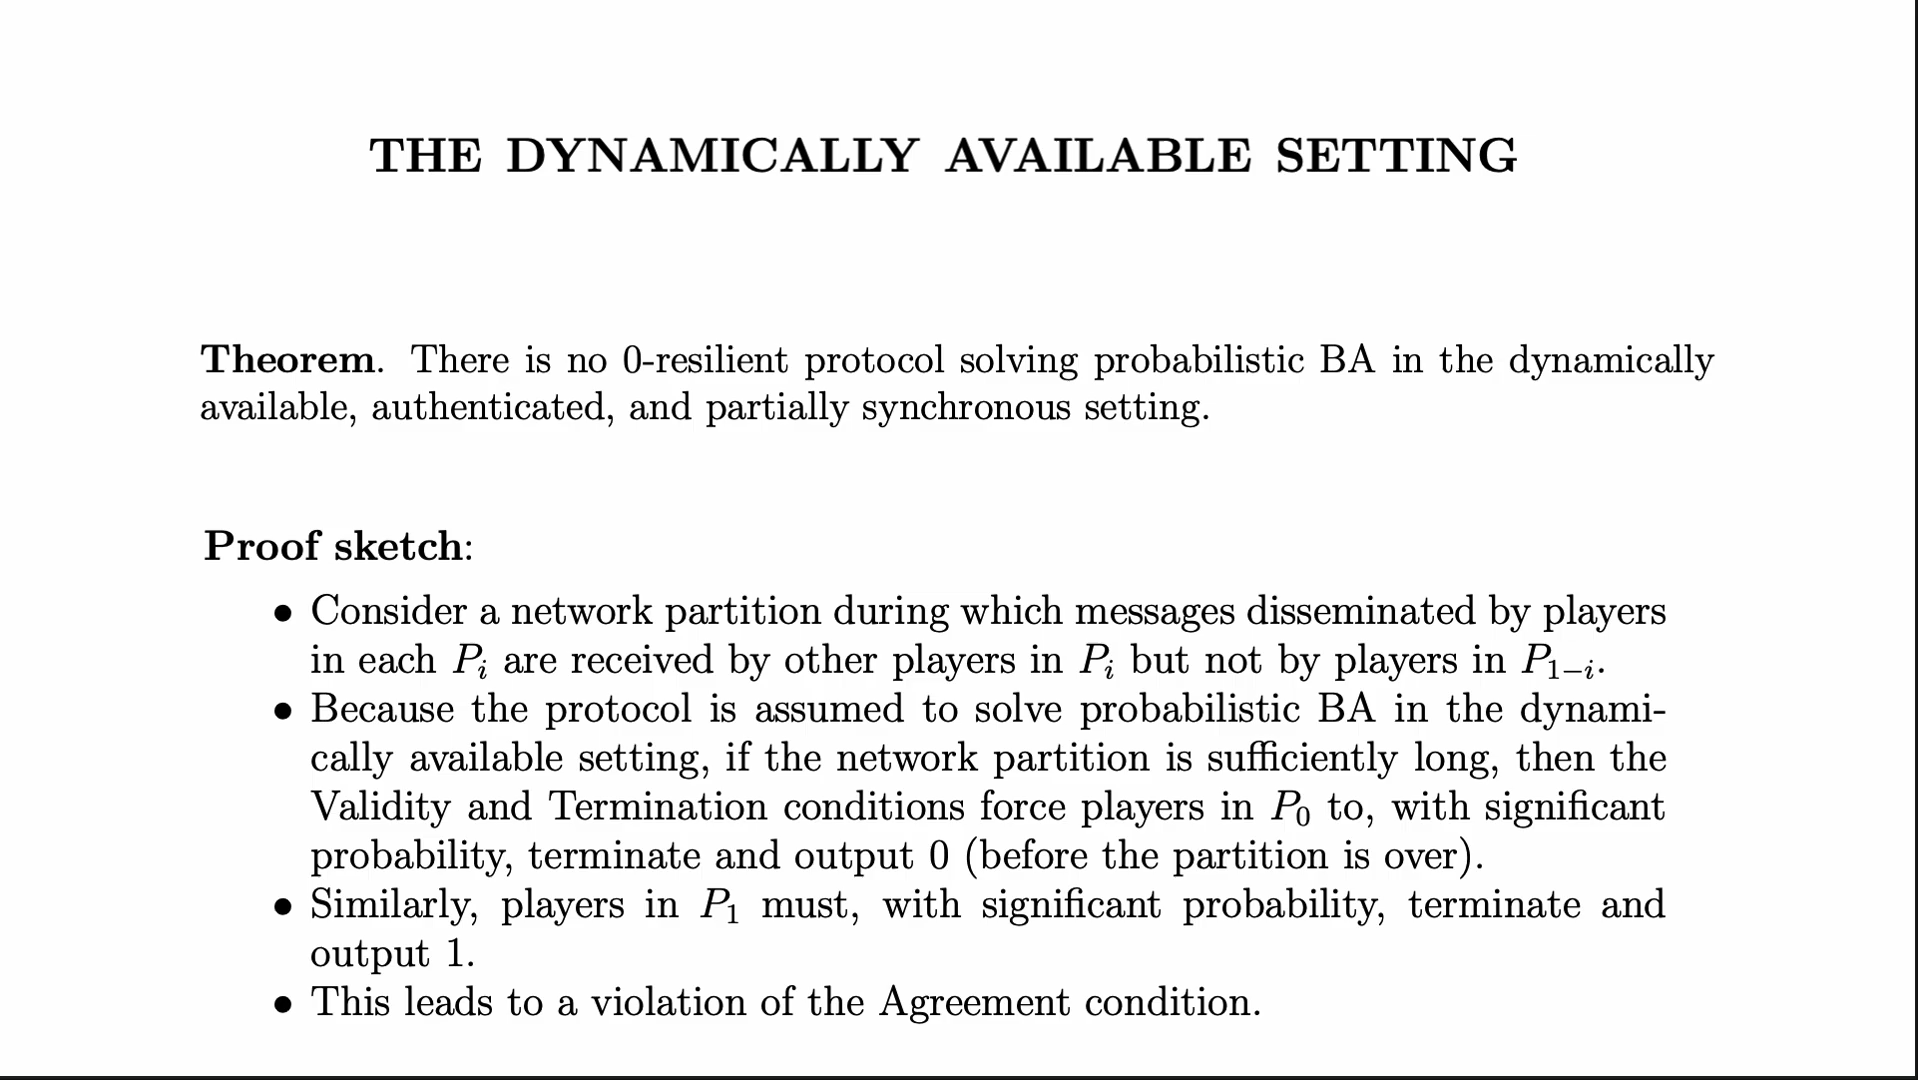 THE DYNAMICALLY AVAILABLE SETTING
Theorem. There is no 0-resilient protocol solving probabilistic BA in the dynamically
available, authenticated, and partially synchronous setting.
Proof sketch:
• Consider a network partition during which messages disseminated by players
in each P_i are received by other players in P_i but not by players in P_{1−i}.
• Because the protocol is assumed to solve probabilistic BA in the dynami-
cally available setting, if the network partition is sufficiently long, then the
Validity and Termination conditions force players in P_0 to, with significant
probability, terminate and output 0 (before the partition is over).
• Similarly, players in P_1 must, with significant probability, terminate and
output 1.
• This leads to a violation of the Agreement condition.